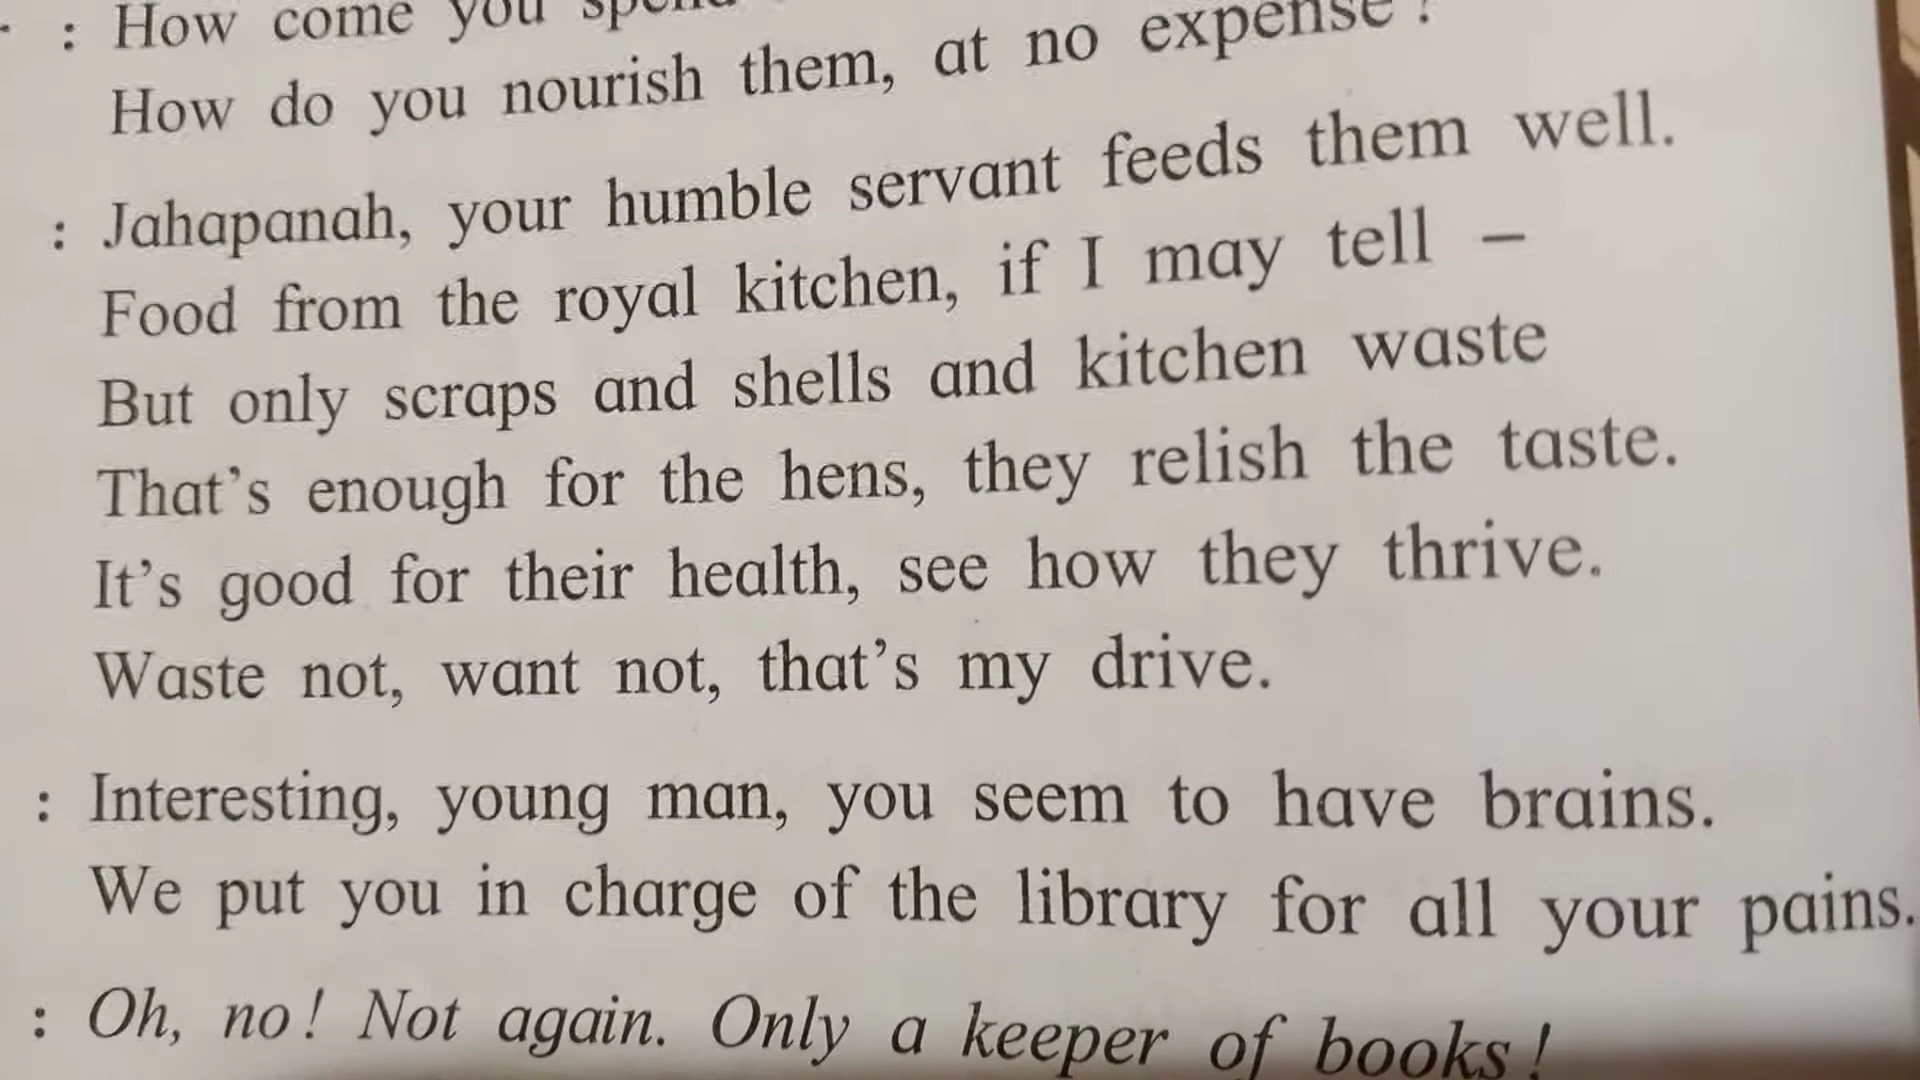 : How come you spend
How do you nourish them, at no expense ?
: Jahapanah, your humble servant feeds them well.
Food from the royal kitchen, if I may tell –
But only scraps and shells and kitchen waste
That’s enough for the hens, they relish the taste.
It’s good for their health, see how they thrive.
Waste not, want not, that’s my drive.
: Interesting, young man, you seem to have brains.
We put you in charge of the library for all your pains.
: Oh, no! Not again. Only a keeper of books!